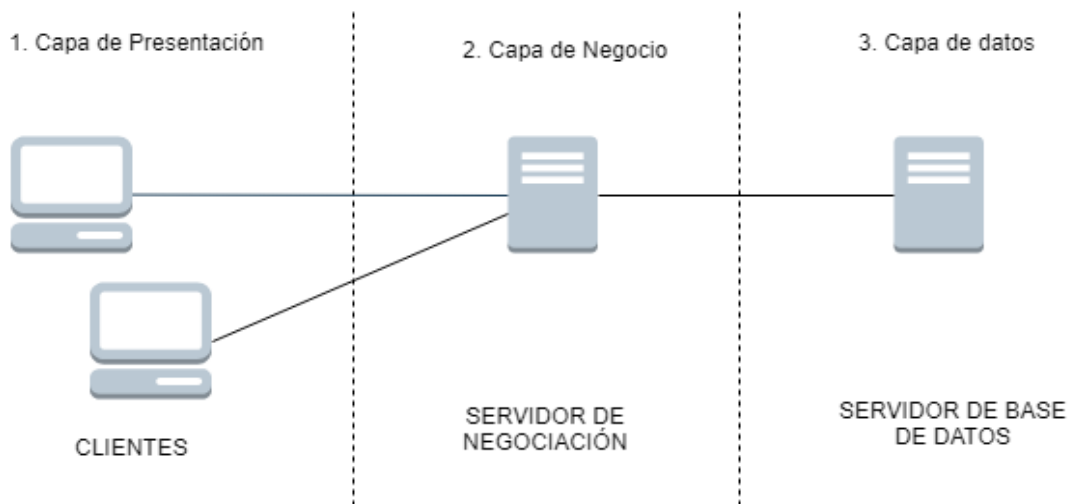 1. Capa de Presentación
2. Capa de Negocio
3. Capa de datos
CLIENTES
SERVIDOR DE
NEGOCIACIÓN
SERVIDOR DE BASE
DE DATOS